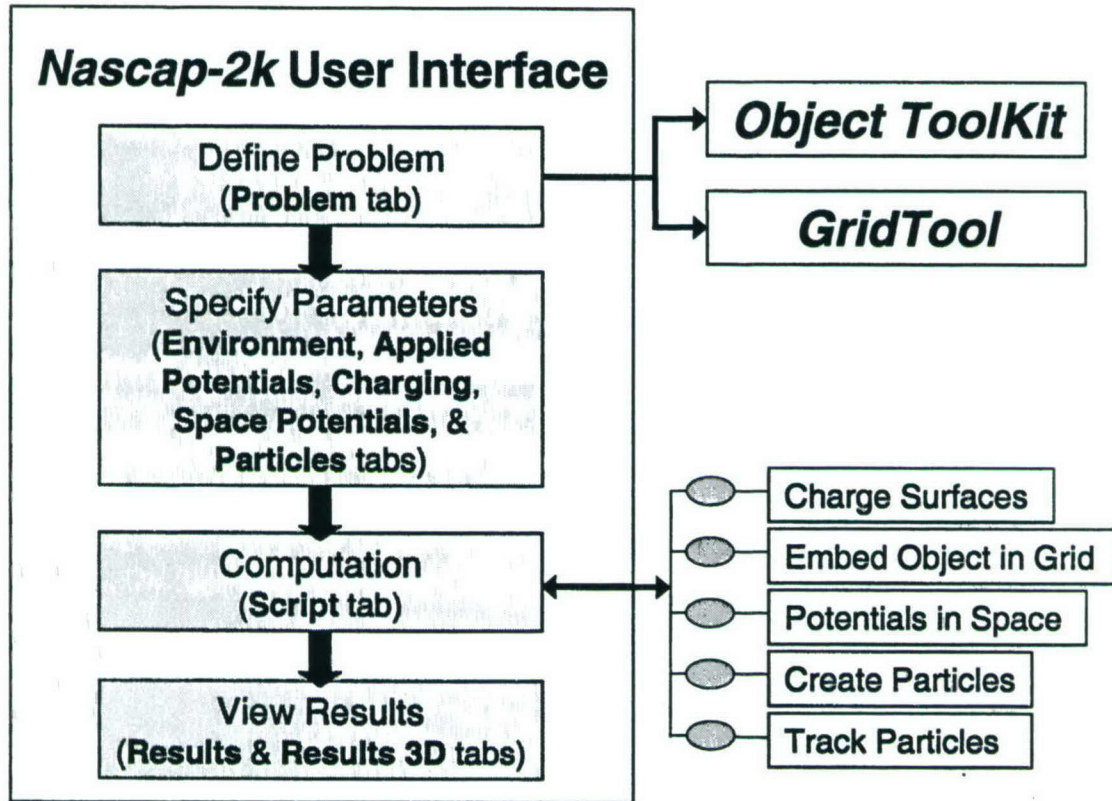 Nascap-2k User Interface
Define Problem
(Problem tab)
Specify Parameters
(Environment, Applied
Potentials, Charging,
Space Potentials, &
Particles tabs)
Computation
(Script tab)
View Results
(Results & Results 3D tabs)
Object ToolKit
GridTool
Charge Surfaces
Embed Object in Grid
Potentials in Space
Create Particles
Track Particles